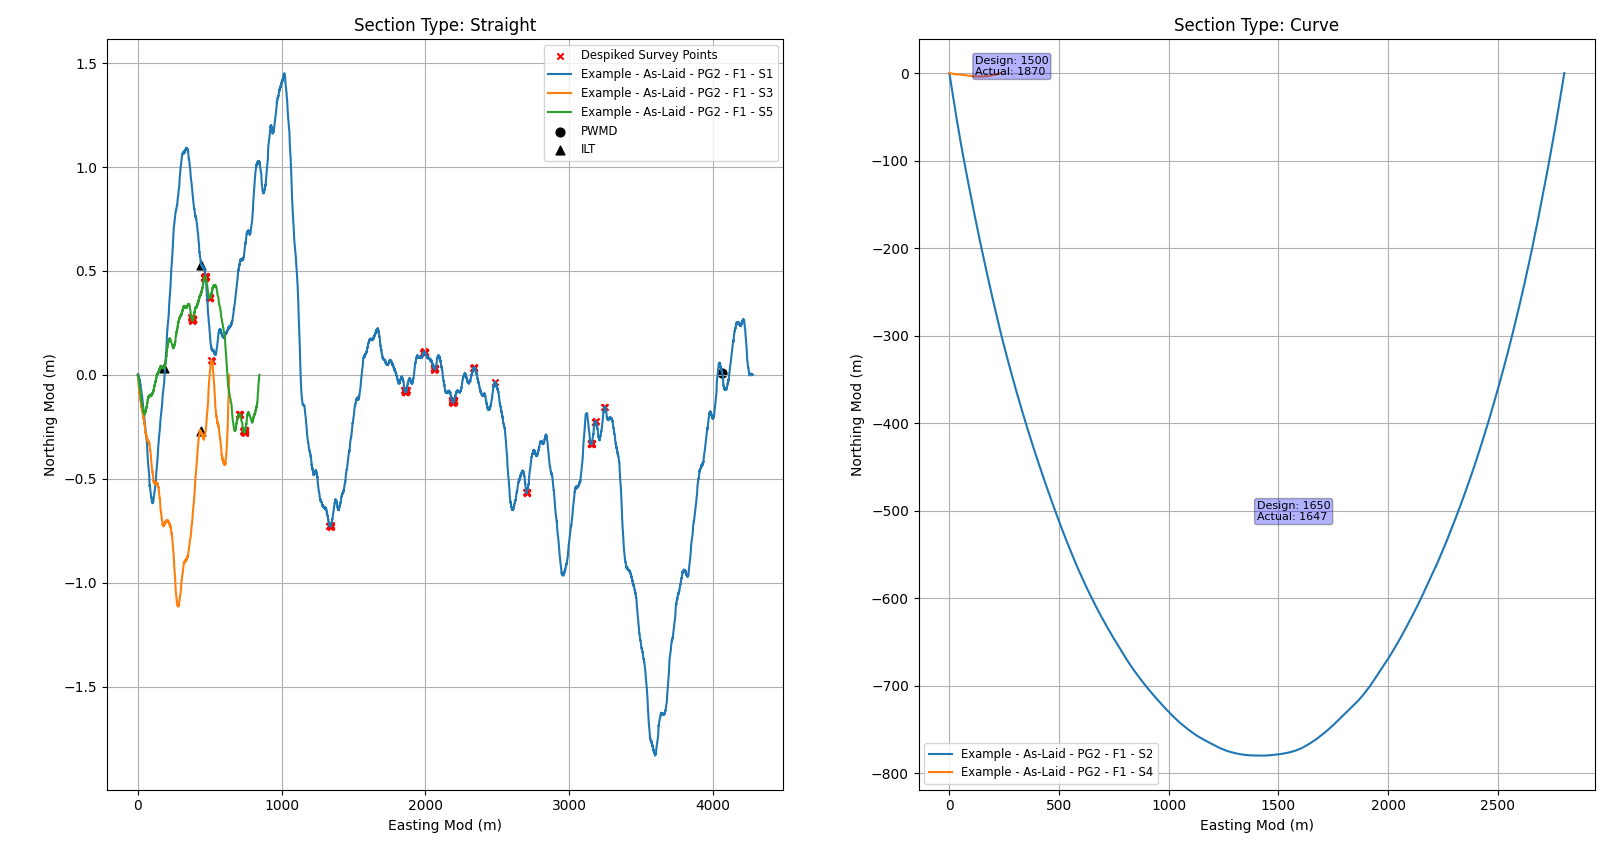 Section Type: Straight
1.5
1.0
0.5
0.0
−0.5
−1.0
−1.5
Northing Mod (m)
0
1000
2000
3000
4000
Easting Mod (m)
Despiked Survey Points
Example - As-Laid - PG2 - F1 - S1
Example - As-Laid - PG2 - F1 - S3
Example - As-Laid - PG2 - F1 - S5
PWMD
ILT
Section Type: Curve
0
−100
−200
−300
−400
−500
−600
−700
−800
Northing Mod (m)
0
500
1000
1500
2000
2500
Easting Mod (m)
Design: 1500
Actual: 1870
Design: 1650
Actual: 1647
Example - As-Laid - PG2 - F1 - S2
Example - As-Laid - PG2 - F1 - S4